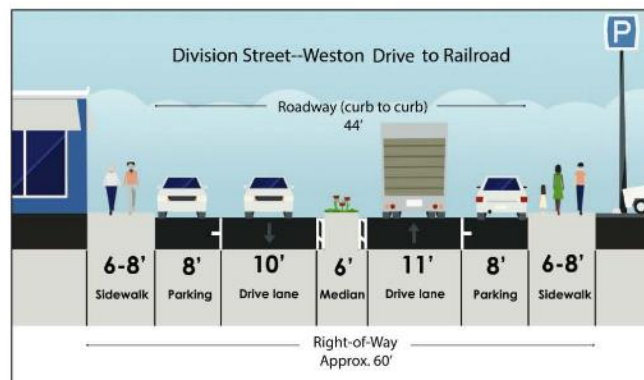 Division Street--Weston Drive to Railroad
P
Roadway (curb to curb)
44'
6-8' 8' 10' 6' 11' 8' 6-8'
Sidewalk Parking Drive lane Median Drive lane Parking Sidewalk
Right-of-Way
Approx. 60'